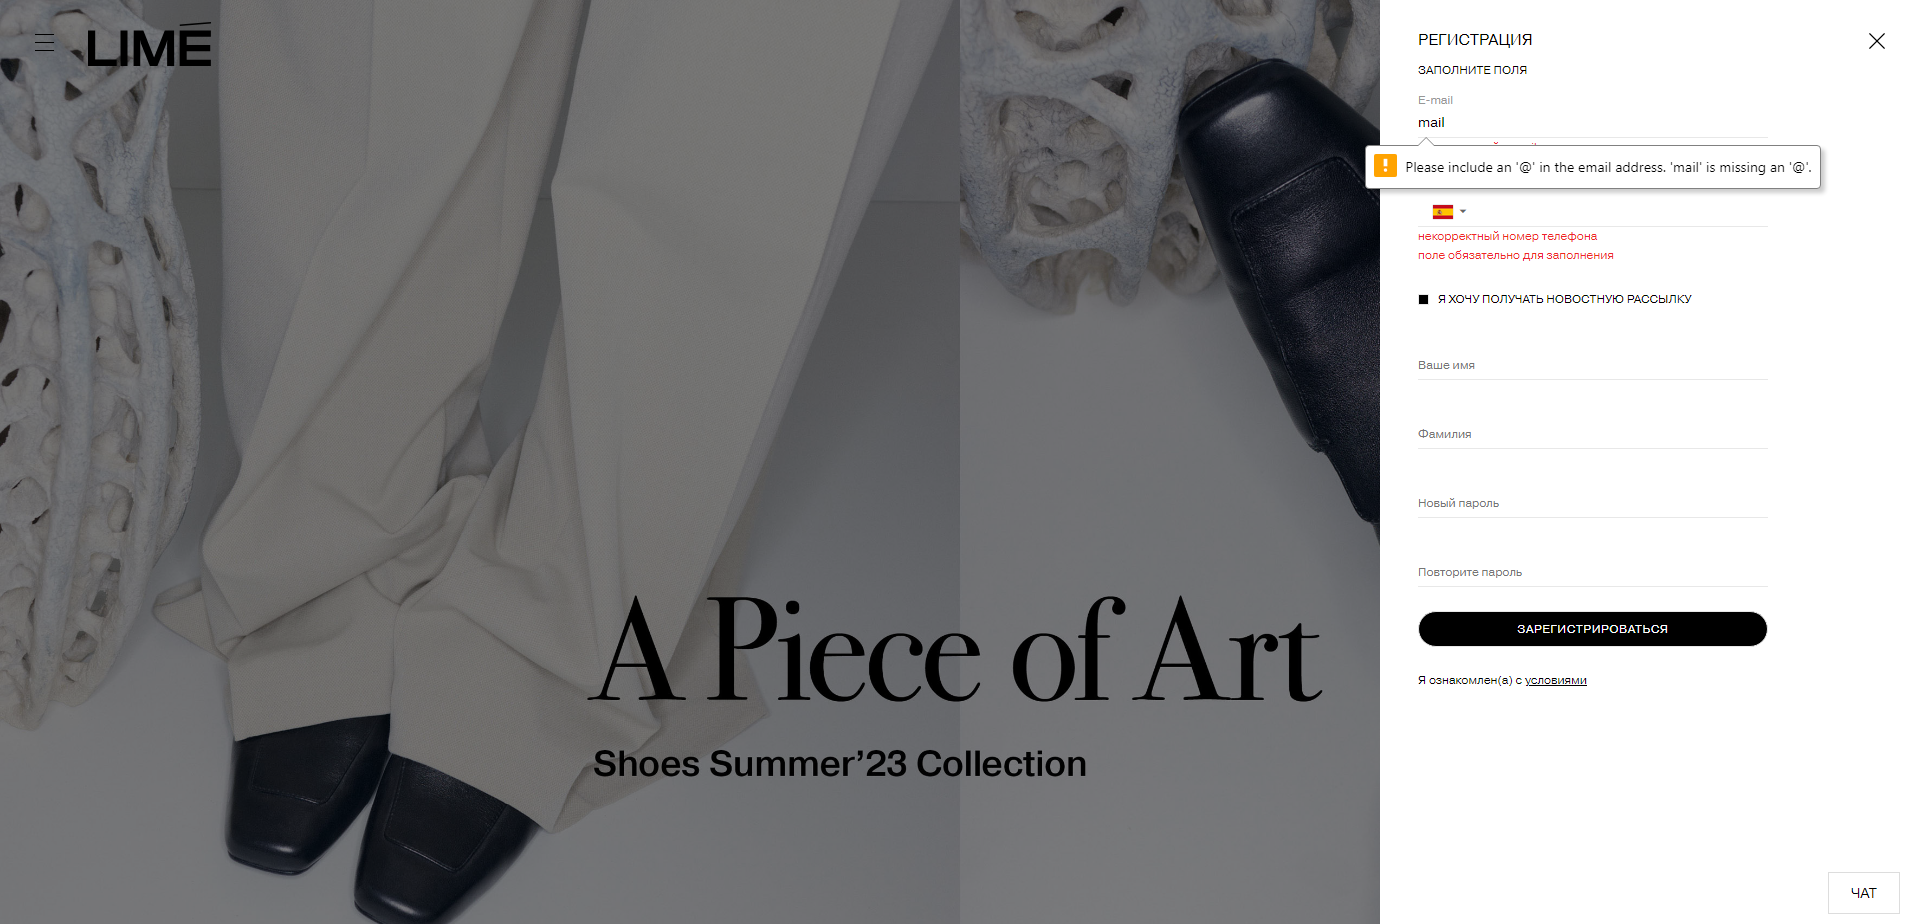 LIMÉ
A Piece of Art
Shoes Summer’23 Collection
РЕГИСТРАЦИЯ
ЗАПОЛНИТЕ ПОЛЯ
E-mail
mail
Please include an '@' in the email address. 'mail' is missing an '@'.
некорректный номер телефона
поле обязательно для заполнения
Я ХОЧУ ПОЛУЧАТЬ НОВОСТНУЮ РАССЫЛКУ
Ваше имя
Фамилия
Новый пароль
Повторите пароль
ЗАРЕГИСТРИРОВАТЬСЯ
Я ознакомлен(а) с условиями
ЧАТ